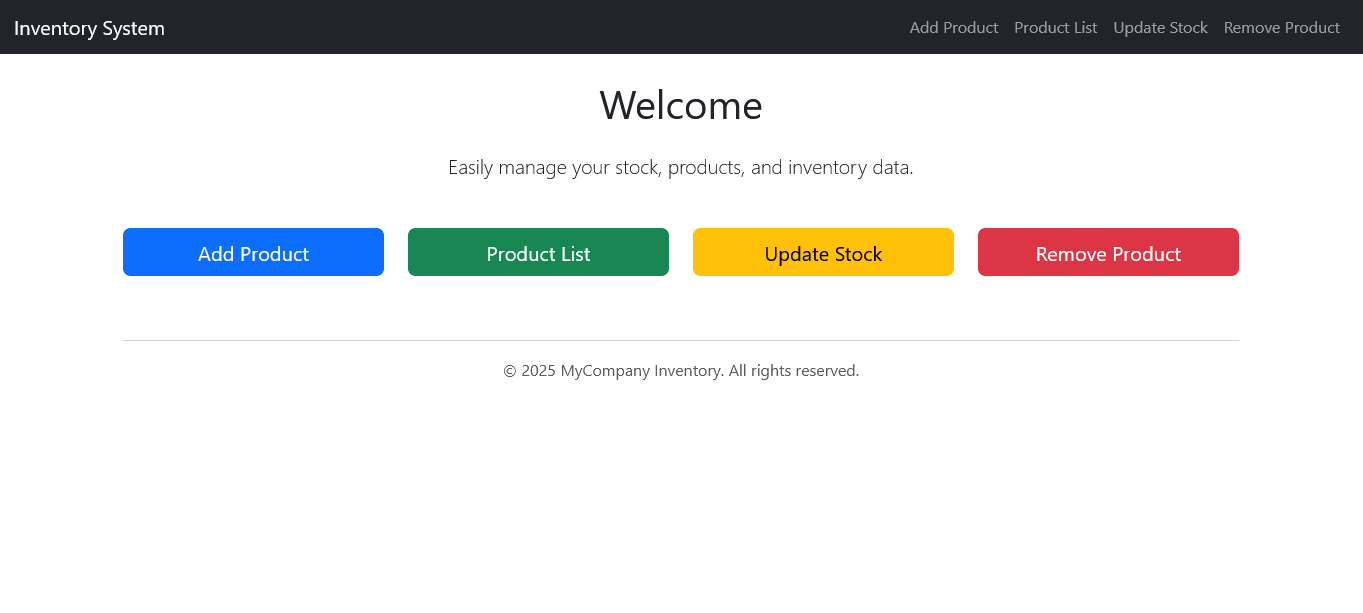 Inventory System
Add Product Product List Update Stock Remove Product
Welcome
Easily manage your stock, products, and inventory data.
Add Product Product List Update Stock Remove Product
© 2025 MyCompany Inventory. All rights reserved.